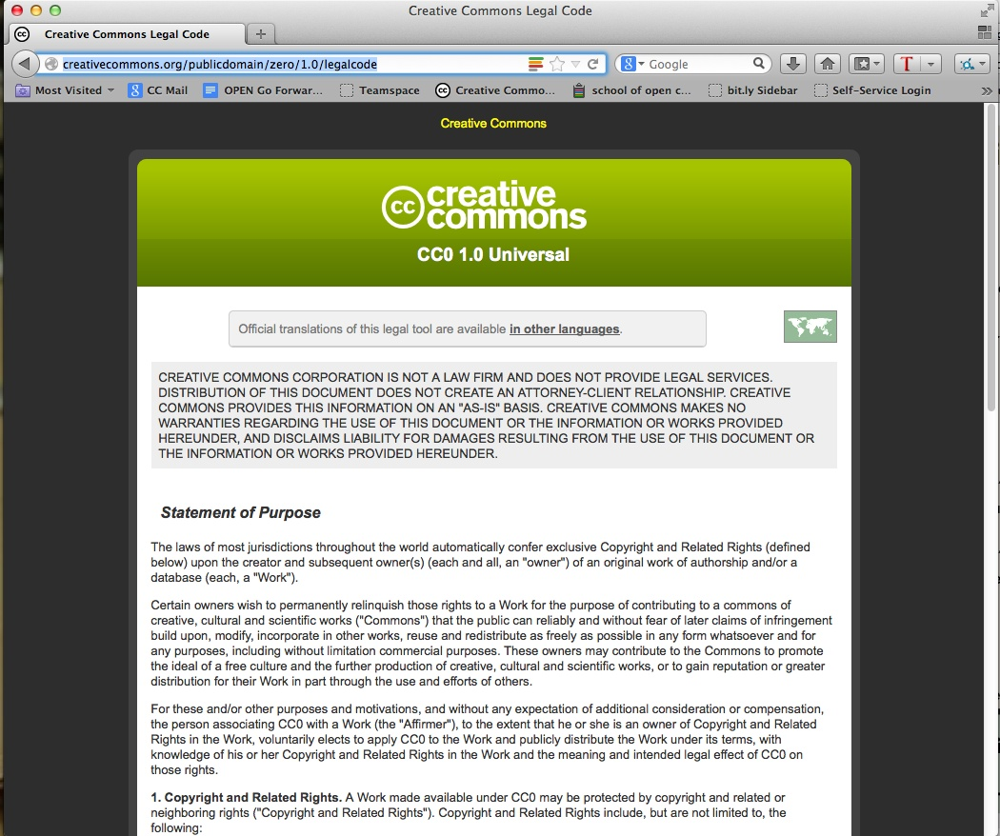 Creative Commons Legal Code
Creative Commons Legal Code
creativecommons.org/publicdomain/zero/1.0/legalcode
Google
Most Visited
CC Mail
OPEN Go Forwar...
Teamspace
Creative Commo...
school of open c...
bit.ly Sidebar
Self-Service Login
Creative Commons
cc creative
commons
CC0 1.0 Universal
Official translations of this legal tool are available in other languages.
CREATIVE COMMONS CORPORATION IS NOT A LAW FIRM AND DOES NOT PROVIDE LEGAL SERVICES.
DISTRIBUTION OF THIS DOCUMENT DOES NOT CREATE AN ATTORNEY-CLIENT RELATIONSHIP. CREATIVE
COMMONS PROVIDES THIS INFORMATION ON AN "AS-IS" BASIS. CREATIVE COMMONS MAKES NO
WARRANTIES REGARDING THE USE OF THIS DOCUMENT OR THE INFORMATION OR WORKS PROVIDED
HEREUNDER, AND DISCLAIMS LIABILITY FOR DAMAGES RESULTING FROM THE USE OF THIS DOCUMENT OR
THE INFORMATION OR WORKS PROVIDED HEREUNDER.
Statement of Purpose
The laws of most jurisdictions throughout the world automatically confer exclusive Copyright and Related Rights (defined
below) upon the creator and subsequent owner(s) (each and all, an "owner") of an original work of authorship and/or a
database (each, a "Work").
Certain owners wish to permanently relinquish those rights to a Work for the purpose of contributing to a commons of
creative, cultural and scientific works ("Commons") that the public can reliably and without fear of later claims of infringement
build upon, modify, incorporate in other works, reuse and redistribute as freely as possible in any form whatsoever and for
any purposes, including without limitation commercial purposes. These owners may contribute to the Commons to promote
the ideal of a free culture and the further production of creative, cultural and scientific works, or to gain reputation or greater
distribution for their Work in part through the use and efforts of others.
For these and/or other purposes and motivations, and without any expectation of additional consideration or compensation,
the person associating CC0 with a Work (the "Affirmer"), to the extent that he or she is an owner of Copyright and Related
Rights in the Work, voluntarily elects to apply CC0 to the Work and publicly distribute the Work under its terms, with
knowledge of his or her Copyright and Related Rights in the Work and the meaning and intended legal effect of CC0 on
those rights.
1. Copyright and Related Rights. A Work made available under CC0 may be protected by copyright and related or
neighboring rights ("Copyright and Related Rights"). Copyright and Related Rights include, but are not limited to, the
following: